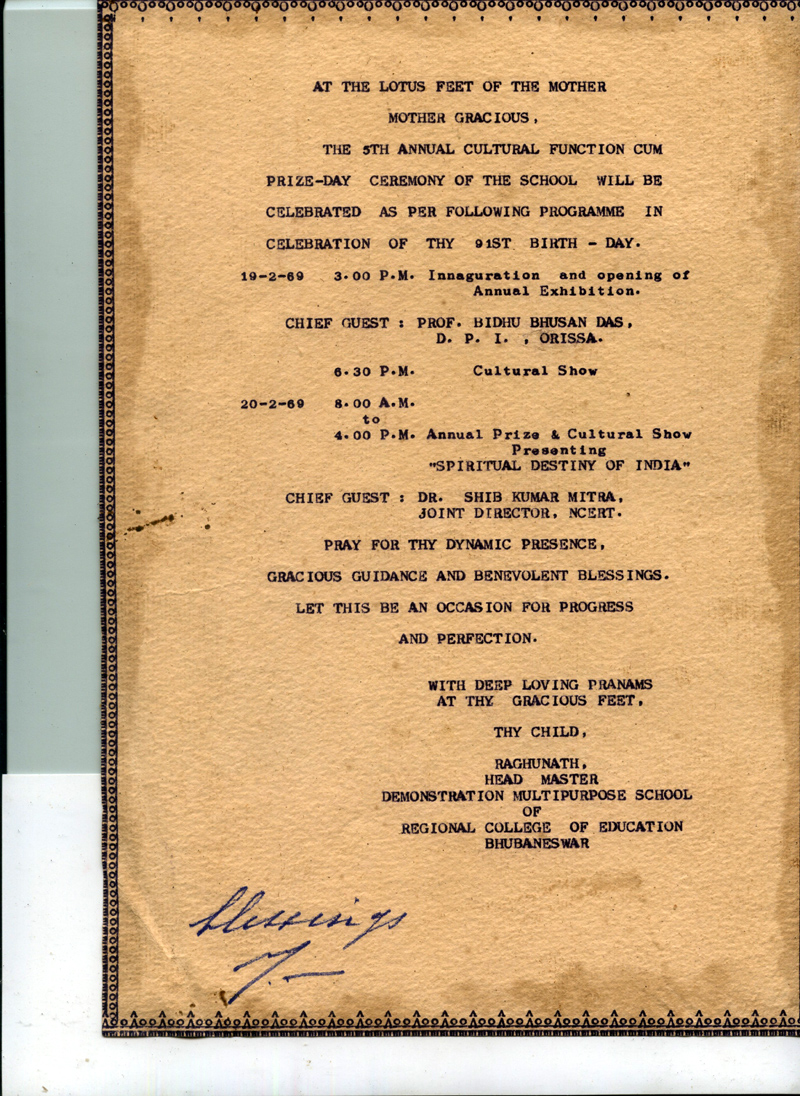 AT THE LOTUS FEET OF THE MOTHER
MOTHER GRACIOUS,
THE 5TH ANNUAL CULTURAL FUNCTION CUM
PRIZE-DAY CEREMONY OF THE SCHOOL WILL BE
CELEBRATED AS PER FOLLOWING PROGRAMME IN
CELEBRATION OF THY 91ST BIRTH - DAY.
19-2-69 3.00 P.M. Innaguration and opening of
Annual Exhibition.
CHIEF GUEST : PROF. BIDHU BHUSAN DAS,
D. P. I. , ORISSA.
6.30 P.M. Cultural Show
20-2-69 8.00 A.M.
to
4.00 P.M. Annual Prize & Cultural Show
Presenting
"SPIRITUAL DESTINY OF INDIA"
CHIEF GUEST : DR. SHIB KUMAR MITRA,
JOINT DIRECTOR, NCERT.
PRAY FOR THY DYNAMIC PRESENCE,
GRACIOUS GUIDANCE AND BENEVOLENT BLESSINGS.
LET THIS BE AN OCCASION FOR PROGRESS
AND PERFECTION.
WITH DEEP LOVING PRANAMS
AT THY GRACIOUS FEET,
THY CHILD,
RAGHUNATH,
HEAD MASTER
DEMONSTRATION MULTIPURPOSE SCHOOL
OF
REGIONAL COLLEGE OF EDUCATION
BHUBANESWAR
blessings